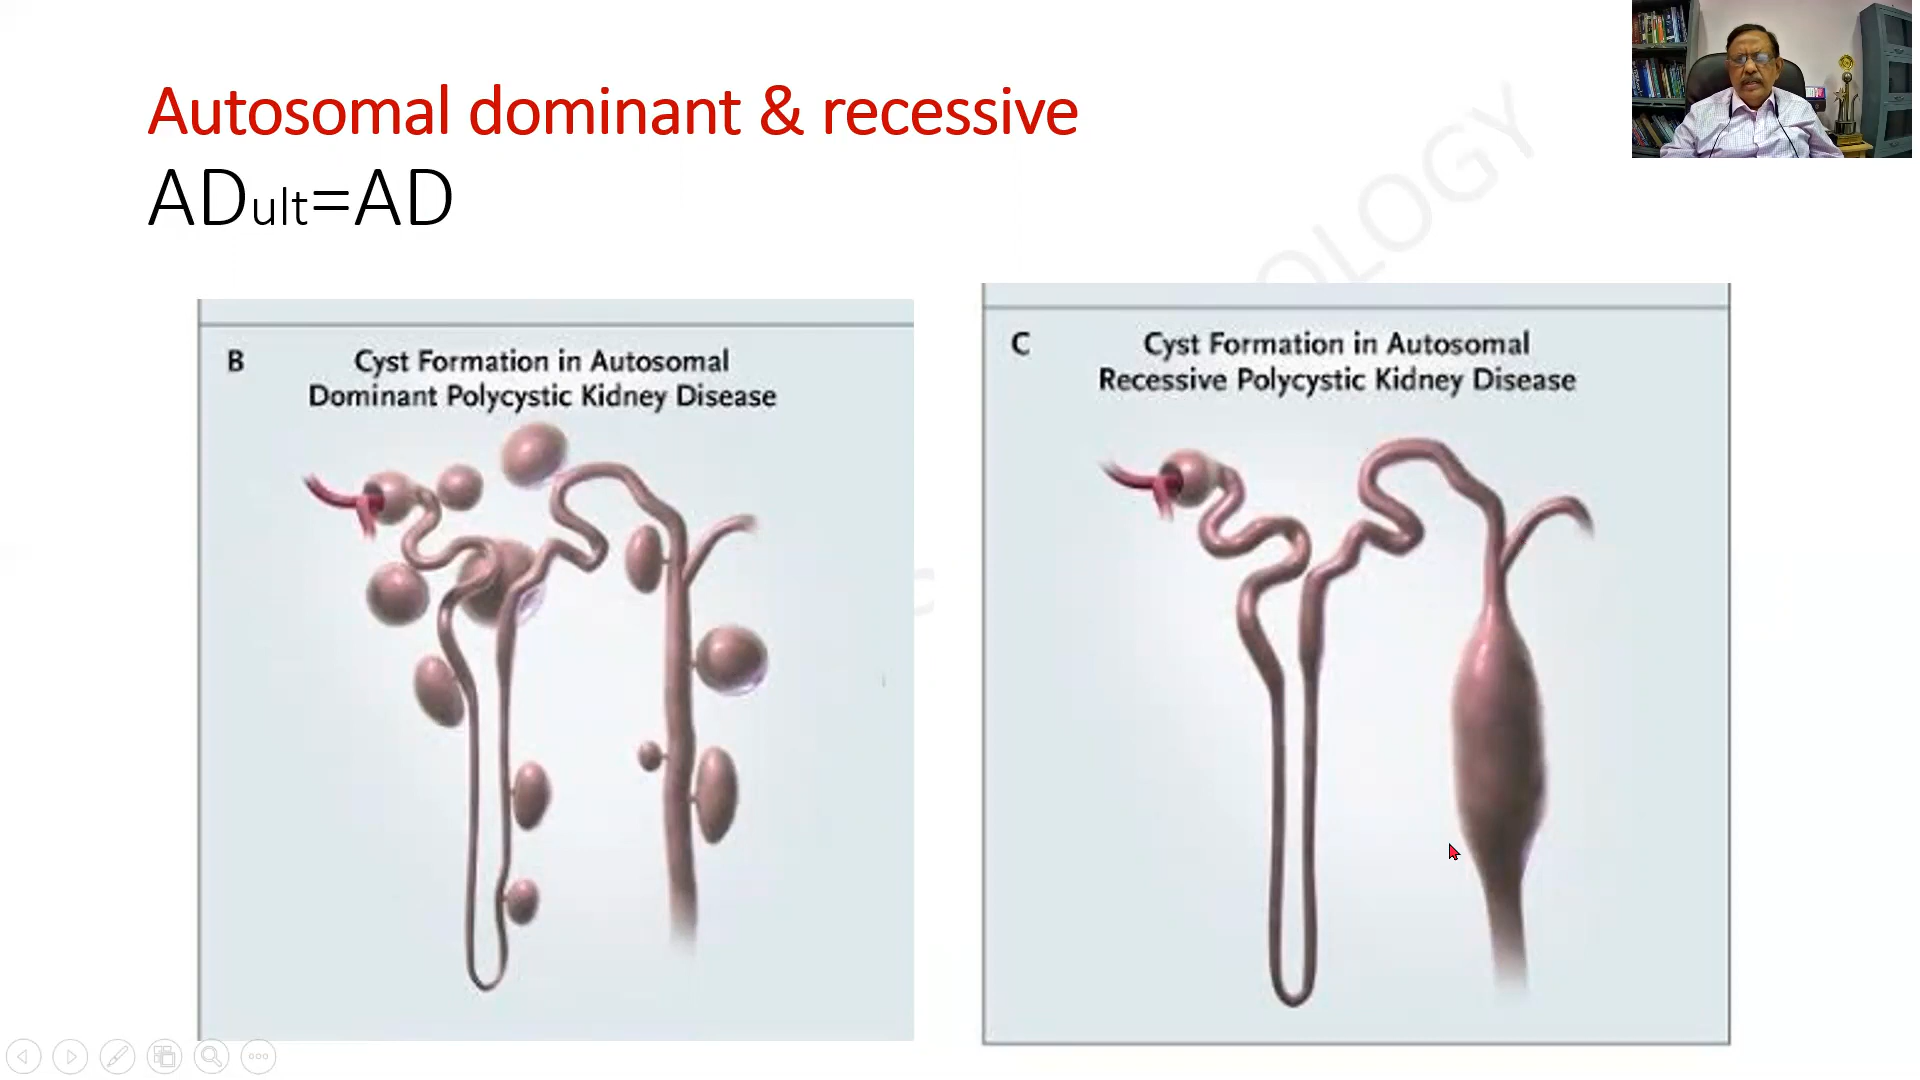 Autosomal dominant & recessive
ADult=AD
B
Cyst Formation in Autosomal
Dominant Polycystic Kidney Disease
C
Cyst Formation in Autosomal
Recessive Polycystic Kidney Disease
OLOGY